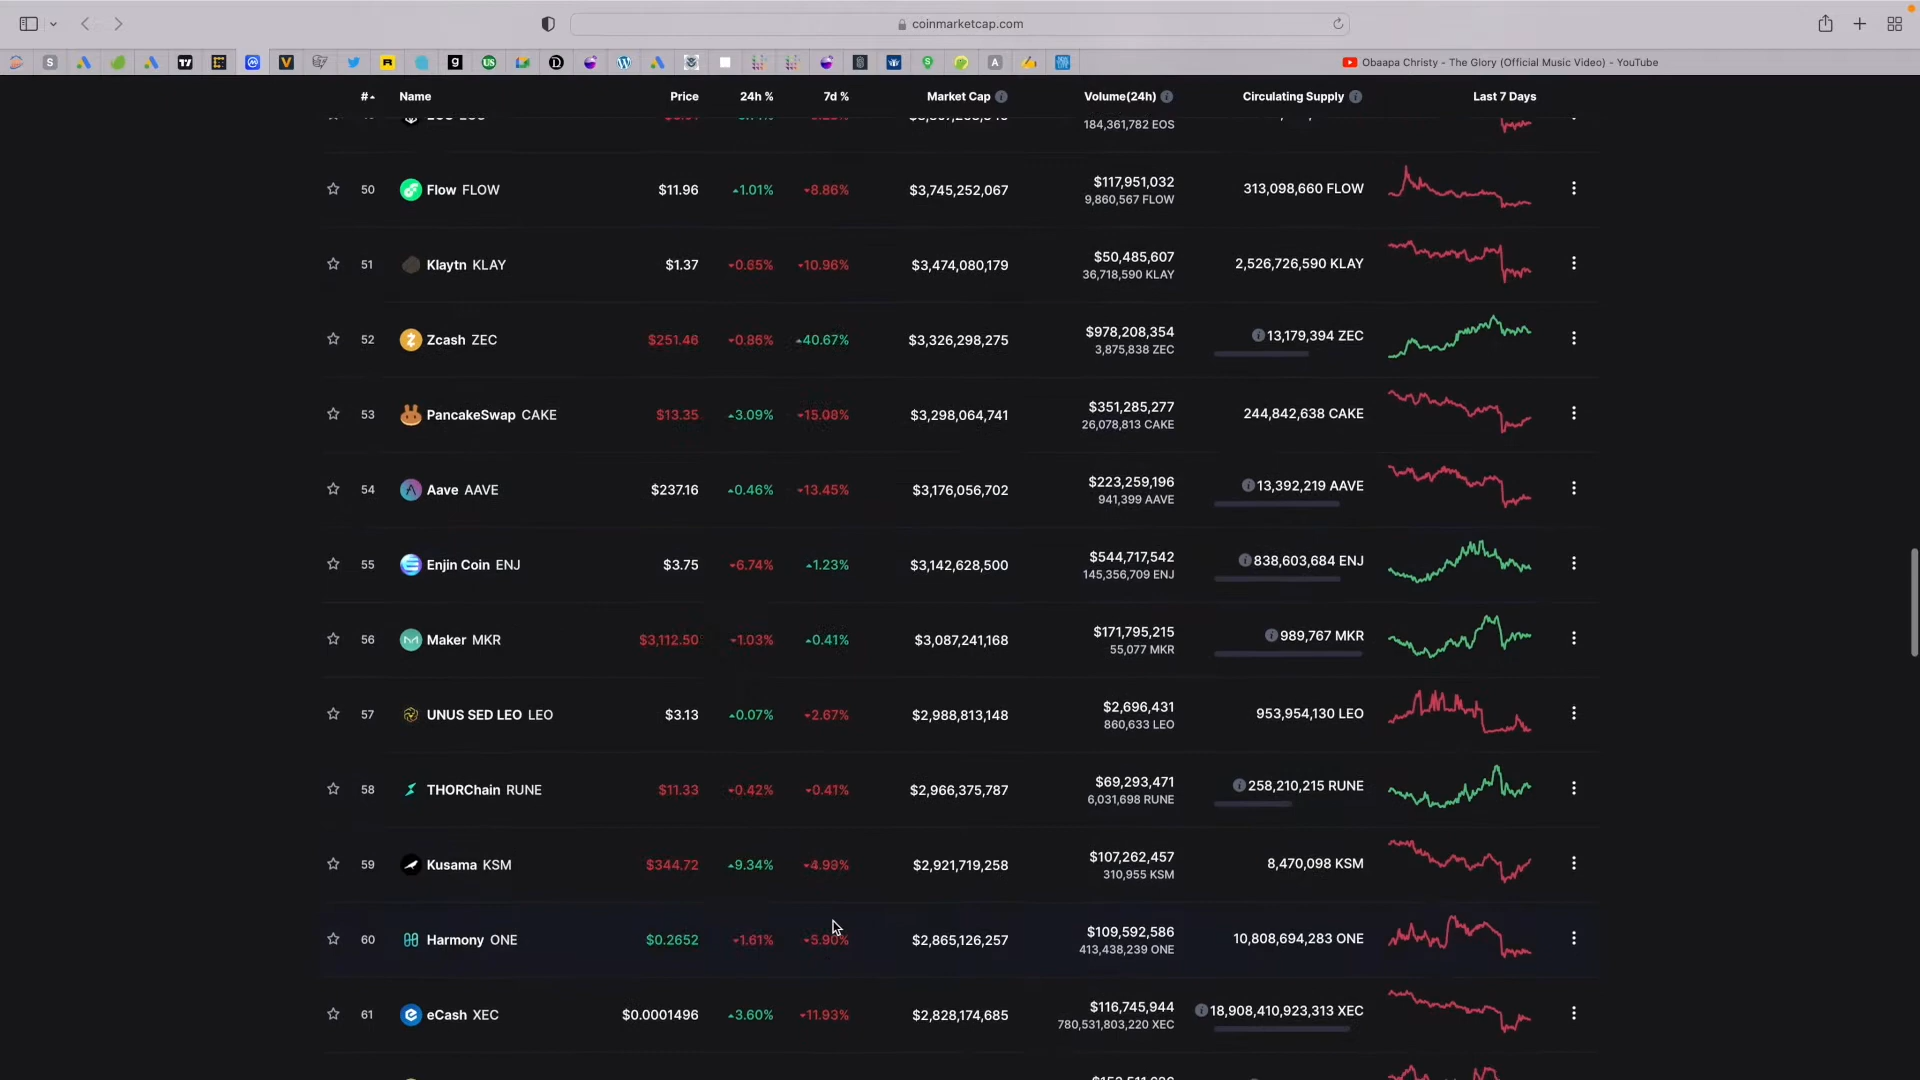 coinmarketcap.com
Obaapa Christy - The Glory (Official Music Video) - YouTube
# Name Price 24h % 7d % Market Cap Volume(24h) Circulating Supply Last 7 Days
184,361,782 EOS
50 Flow FLOW $11.96 1.01% 8.86% $3,745,252,067 $117,951,032 313,098,660 FLOW
9,860,567 FLOW
51 Klaytn KLAY $1.37 0.65% 10.96% $3,474,080,179 $50,485,607 2,526,726,590 KLAY
36,718,590 KLAY
52 Zcash ZEC $251.46 0.86% 40.67% $3,326,298,275 $978,208,354 13,179,394 ZEC
3,875,838 ZEC
53 PancakeSwap CAKE $13.35 3.09% 15.08% $3,298,064,741 $351,285,277 244,842,638 CAKE
26,078,813 CAKE
54 Aave AAVE $237.16 0.46% 13.45% $3,176,056,702 $223,259,196 13,392,219 AAVE
941,399 AAVE
55 Enjin Coin ENJ $3.75 6.74% 1.23% $3,142,628,500 $544,717,542 838,603,684 ENJ
145,356,709 ENJ
56 Maker MKR $3,112.50 1.03% 0.41% $3,087,241,168 $171,795,215 989,767 MKR
55,077 MKR
57 UNUS SED LEO LEO $3.13 0.07% 2.67% $2,988,813,148 $2,696,431 953,954,130 LEO
860,633 LEO
58 THORChain RUNE $11.33 0.42% 0.41% $2,966,375,787 $69,293,471 258,210,215 RUNE
6,031,698 RUNE
59 Kusama KSM $344.72 9.34% $2,921,719,258 $107,262,457 8,470,098 KSM
310,955 KSM
60 Harmony ONE $0.2652 1.61% 5.90% $2,865,126,257 $109,592,586 10,808,694,283 ONE
413,438,239 ONE
61 eCash XEC $0.0001496 3.60% 11.93% $2,828,174,685 $116,745,944 18,908,410,923,313 XEC
780,531,803,220 XEC